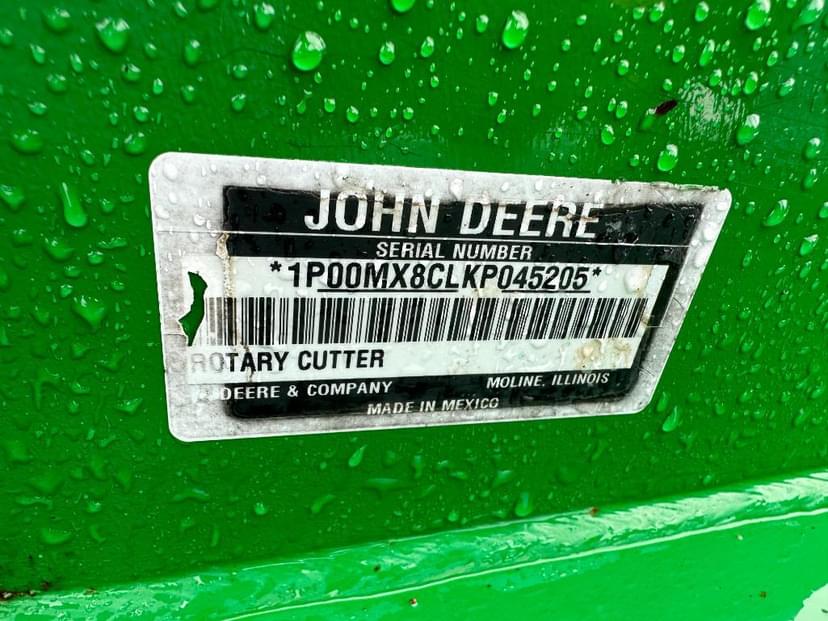 JOHN DEERE
SERIAL NUMBER
*1P00MX8CLKP045205*
ROTARY CUTTER
DEERE & COMPANY MOLINE, ILLINOIS
MADE IN MEXICO